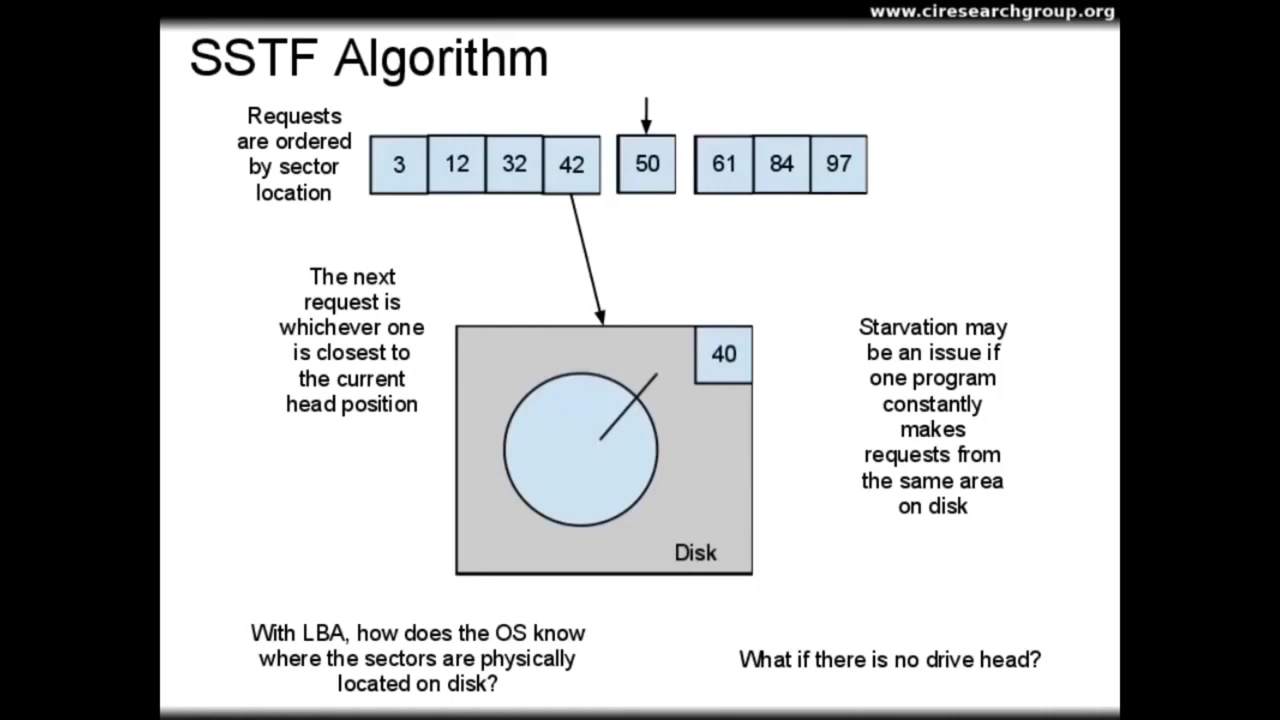 www.ciresearchgroup.org
SSTF Algorithm
Requests
are ordered
by sector
location
3 12 32 42 50 61 84 97
The next
request is
whichever one
is closest to
the current
head position
40
Disk
Starvation may
be an issue if
one program
constantly
makes
requests from
the same area
on disk
With LBA, how does the OS know
where the sectors are physically
located on disk?
What if there is no drive head?